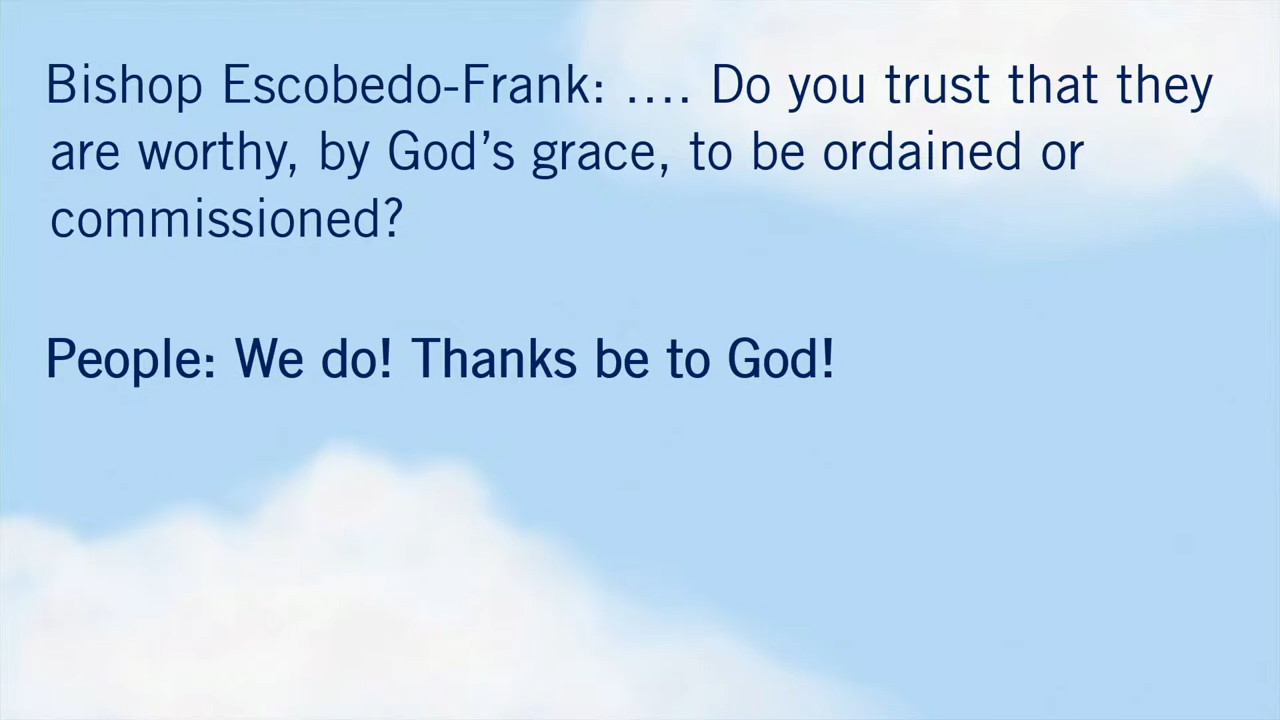 Bishop Escobedo-Frank: .... Do you trust that they
are worthy, by God’s grace, to be ordained or
commissioned?
People: We do! Thanks be to God!